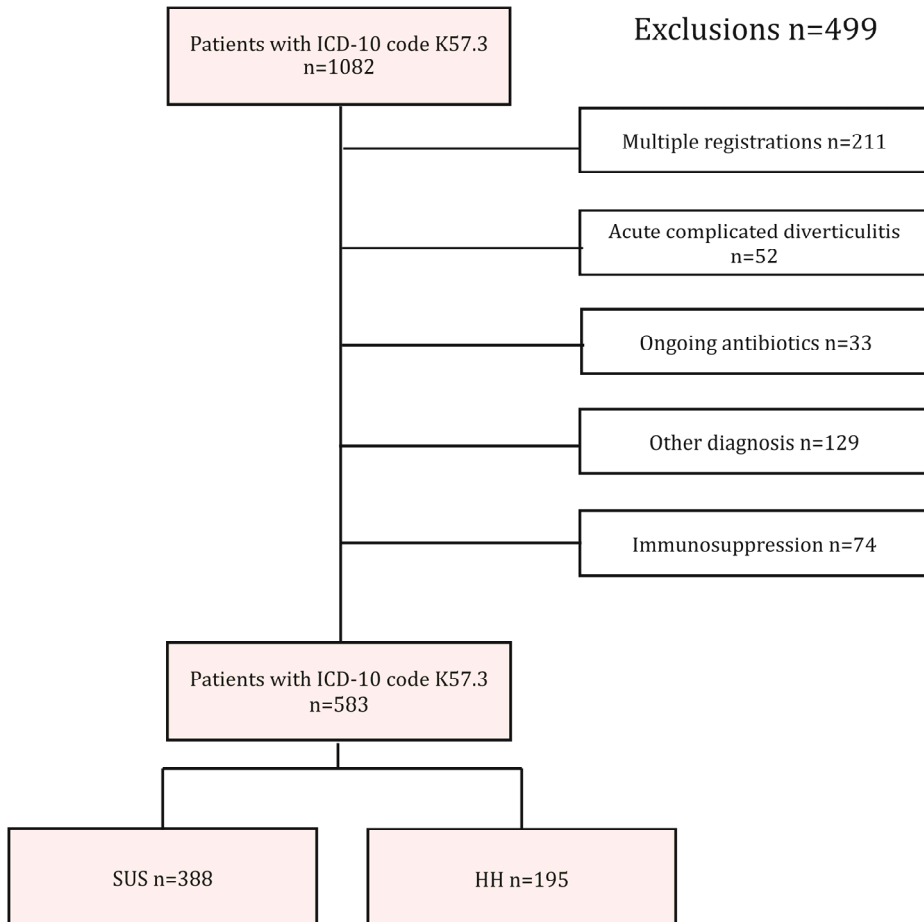 Patients with ICD-10 code K57.3
n=1082
Exclusions n=499
Multiple registrations n=211
Acute complicated diverticulitis
n=52
Ongoing antibiotics n=33
Other diagnosis n=129
Immunosuppression n=74
Patients with ICD-10 code K57.3
n=583
SUS n=388
HH n=195